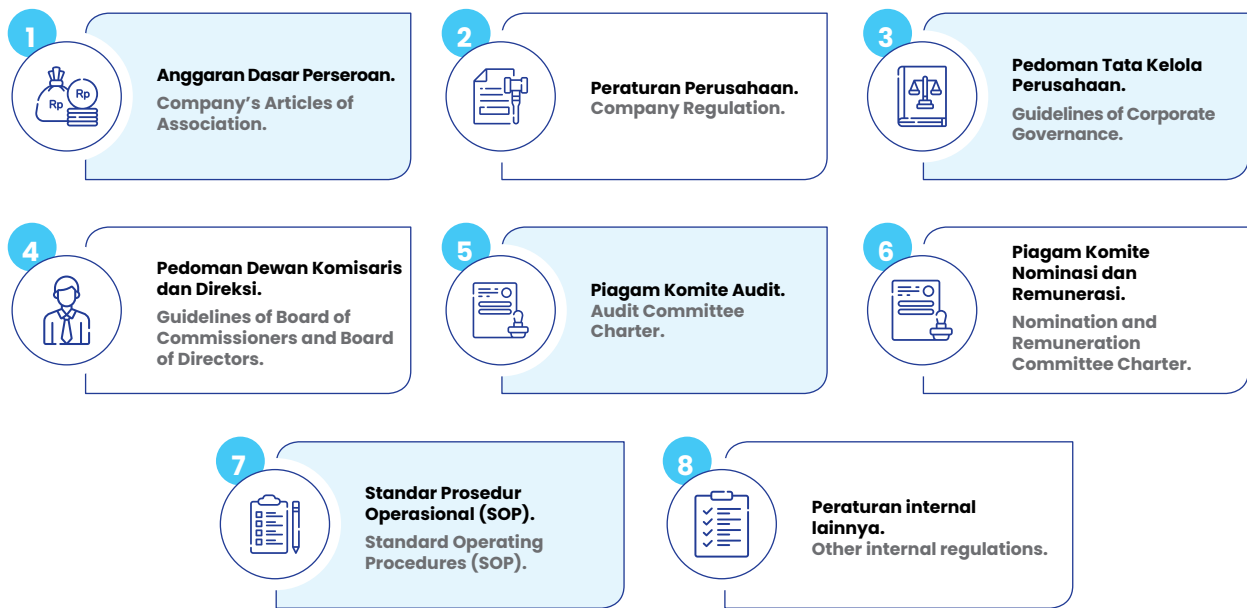 1
Rp
Rp
Anggaran Dasar Perseroan.
Company's Articles of
Association.
2
Peraturan Perusahaan.
Company Regulation.
3
Pedoman Tata Kelola
Perusahaan.
Guidelines of Corporate
Governance.
4
Pedoman Dewan Komisaris
dan Direksi.
Guidelines of Board of
Commissioners and Board
of Directors.
5
Piagam Komite Audit.
Audit Committee
Charter.
6
Piagam Komite
Nominasi dan
Remunerasi.
Nomination and
Remuneration
Committee Charter.
7
Standar Prosedur
Operasional (SOP).
Standard Operating
Procedures (SOP).
8
Peraturan internal
lainnya.
Other internal regulations.